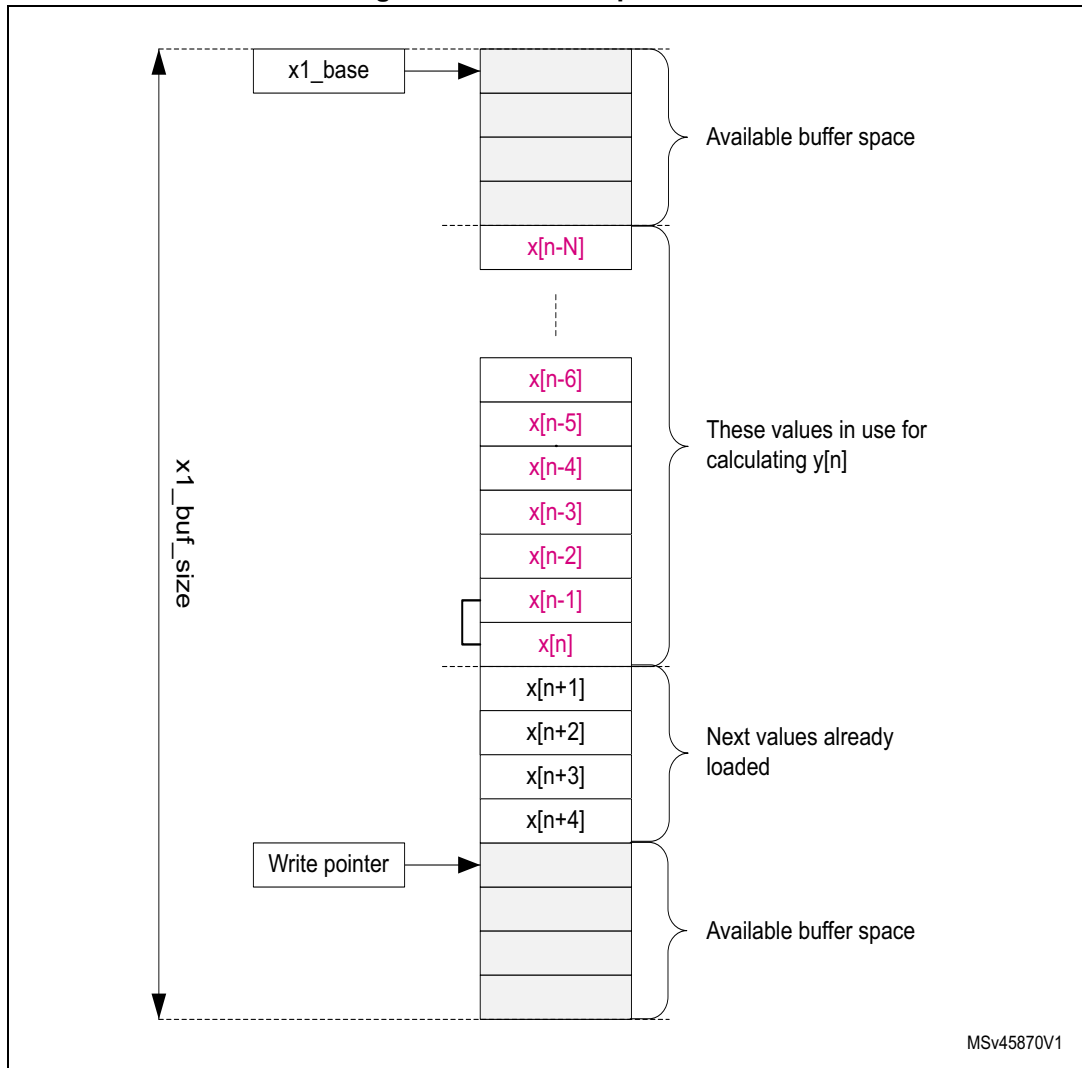 x1_base
Available buffer space
x[n-N]
x[n-6]
x[n-5]
These values in use for
calculating y[n]
x[n-4]
x[n-3]
x[n-2]
x[n-1]
x[n]
x1_buf_size
x[n+1]
x[n+2]
Next values already
loaded
x[n+3]
x[n+4]
Write pointer
Available buffer space
MSv45870V1